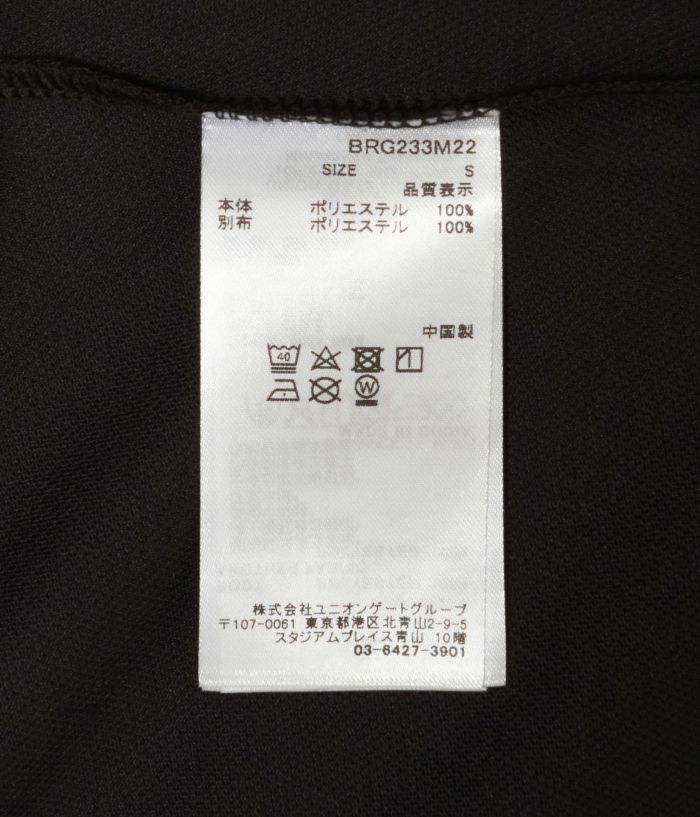 BRG233M22
SIZE S
品質表示
本体 ポリエステル 100%
別布 ポリエステル 100%
中国製
40
W
株式会社ユニオンゲートグループ
〒107-0061 東京都港区北青山2-9-5
スタジアムプレイス青山 10階
03-6427-3901